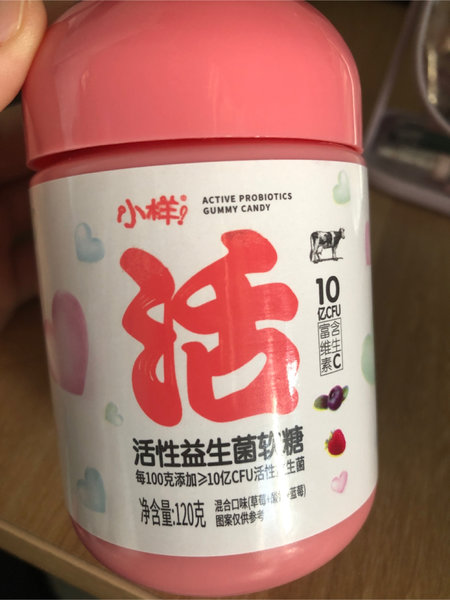 小样!
ACTIVE PROBIOTICS
GUMMY CANDY
活
10
亿CFU
富含
维生
素C
活性益生菌软糖
每100克添加≥10亿CFU活性益生菌
净含量:120克
混合口味(草莓+酸 +蓝莓)
图案仅供参考